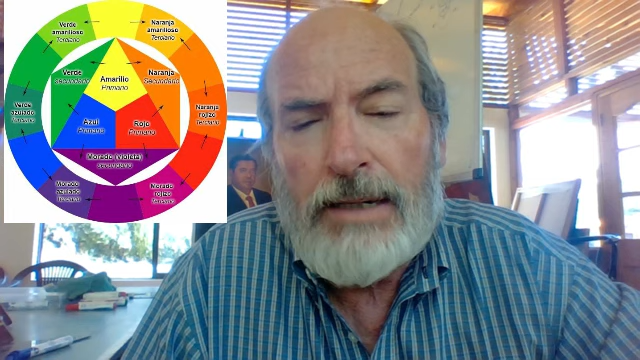 Verde
amarilloso
Terciario
Naranja
amarilloso
Terciario
Verde
Secundario
Amarillo
Primario
Naranja
Secundario
Verde
azulado
Terciario
Azul
Primario
Rojo
Primario
Naranja
rojizo
Terciario
Morado (violeta)
secundario
Morado
azulado
Terciario
Morado
rojizo
Terciario